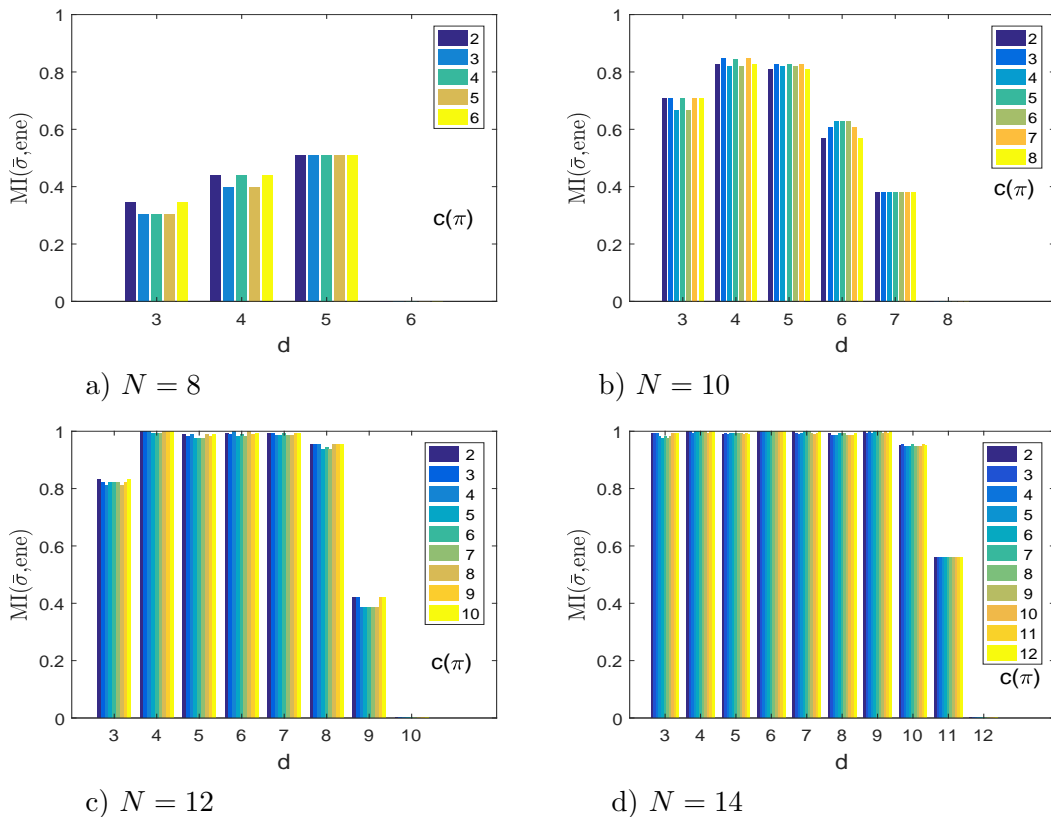 1
0.8
0.6
0.4
0.2
0
MI(σ̄,ene)
3 4 5 6
d
2
3
4
5
6
c(π)
a) N = 8
1
0.8
0.6
0.4
0.2
0
MI(σ̄,ene)
3 4 5 6 7 8
d
2
3
4
5
6
7
8
c(π)
b) N = 10
1
0.8
0.6
0.4
0.2
0
MI(σ̄,ene)
3 4 5 6 7 8 9 10
d
2
3
4
5
6
7
8
9
10
c(π)
c) N = 12
1
0.8
0.6
0.4
0.2
0
MI(σ̄,ene)
3 4 5 6 7 8 9 10 11 12
d
2
3
4
5
6
7
8
9
10
11
12
c(π)
d) N = 14